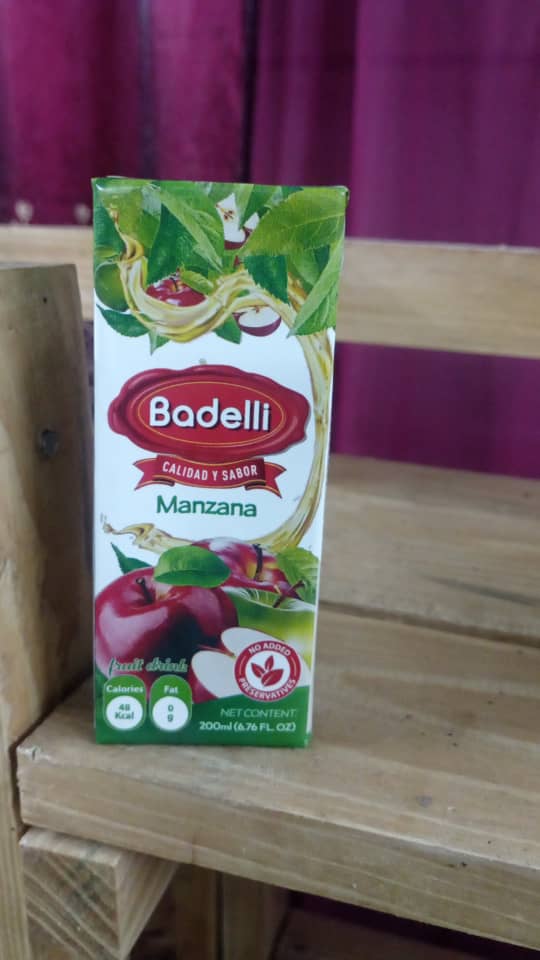 Badelli
CALIDAD Y SABOR
Manzana
fruit drink
NO ADDED
PRESERVATIVES
Calories
48
Kcal
Fat
0
g
NET CONTENT:
200ml (6.76 FL. OZ)